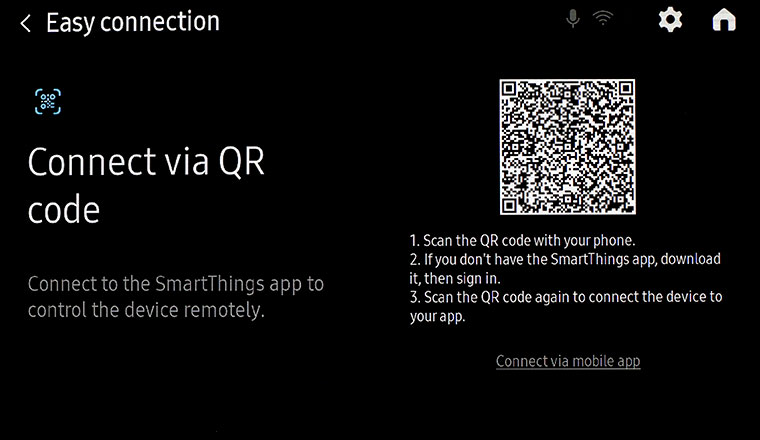 Easy connection
Connect via QR
code
Connect to the SmartThings app to
control the device remotely.
1. Scan the QR code with your phone.
2. If you don't have the SmartThings app, download
it, then sign in.
3. Scan the QR code again to connect the device to
your app.
Connect via mobile app